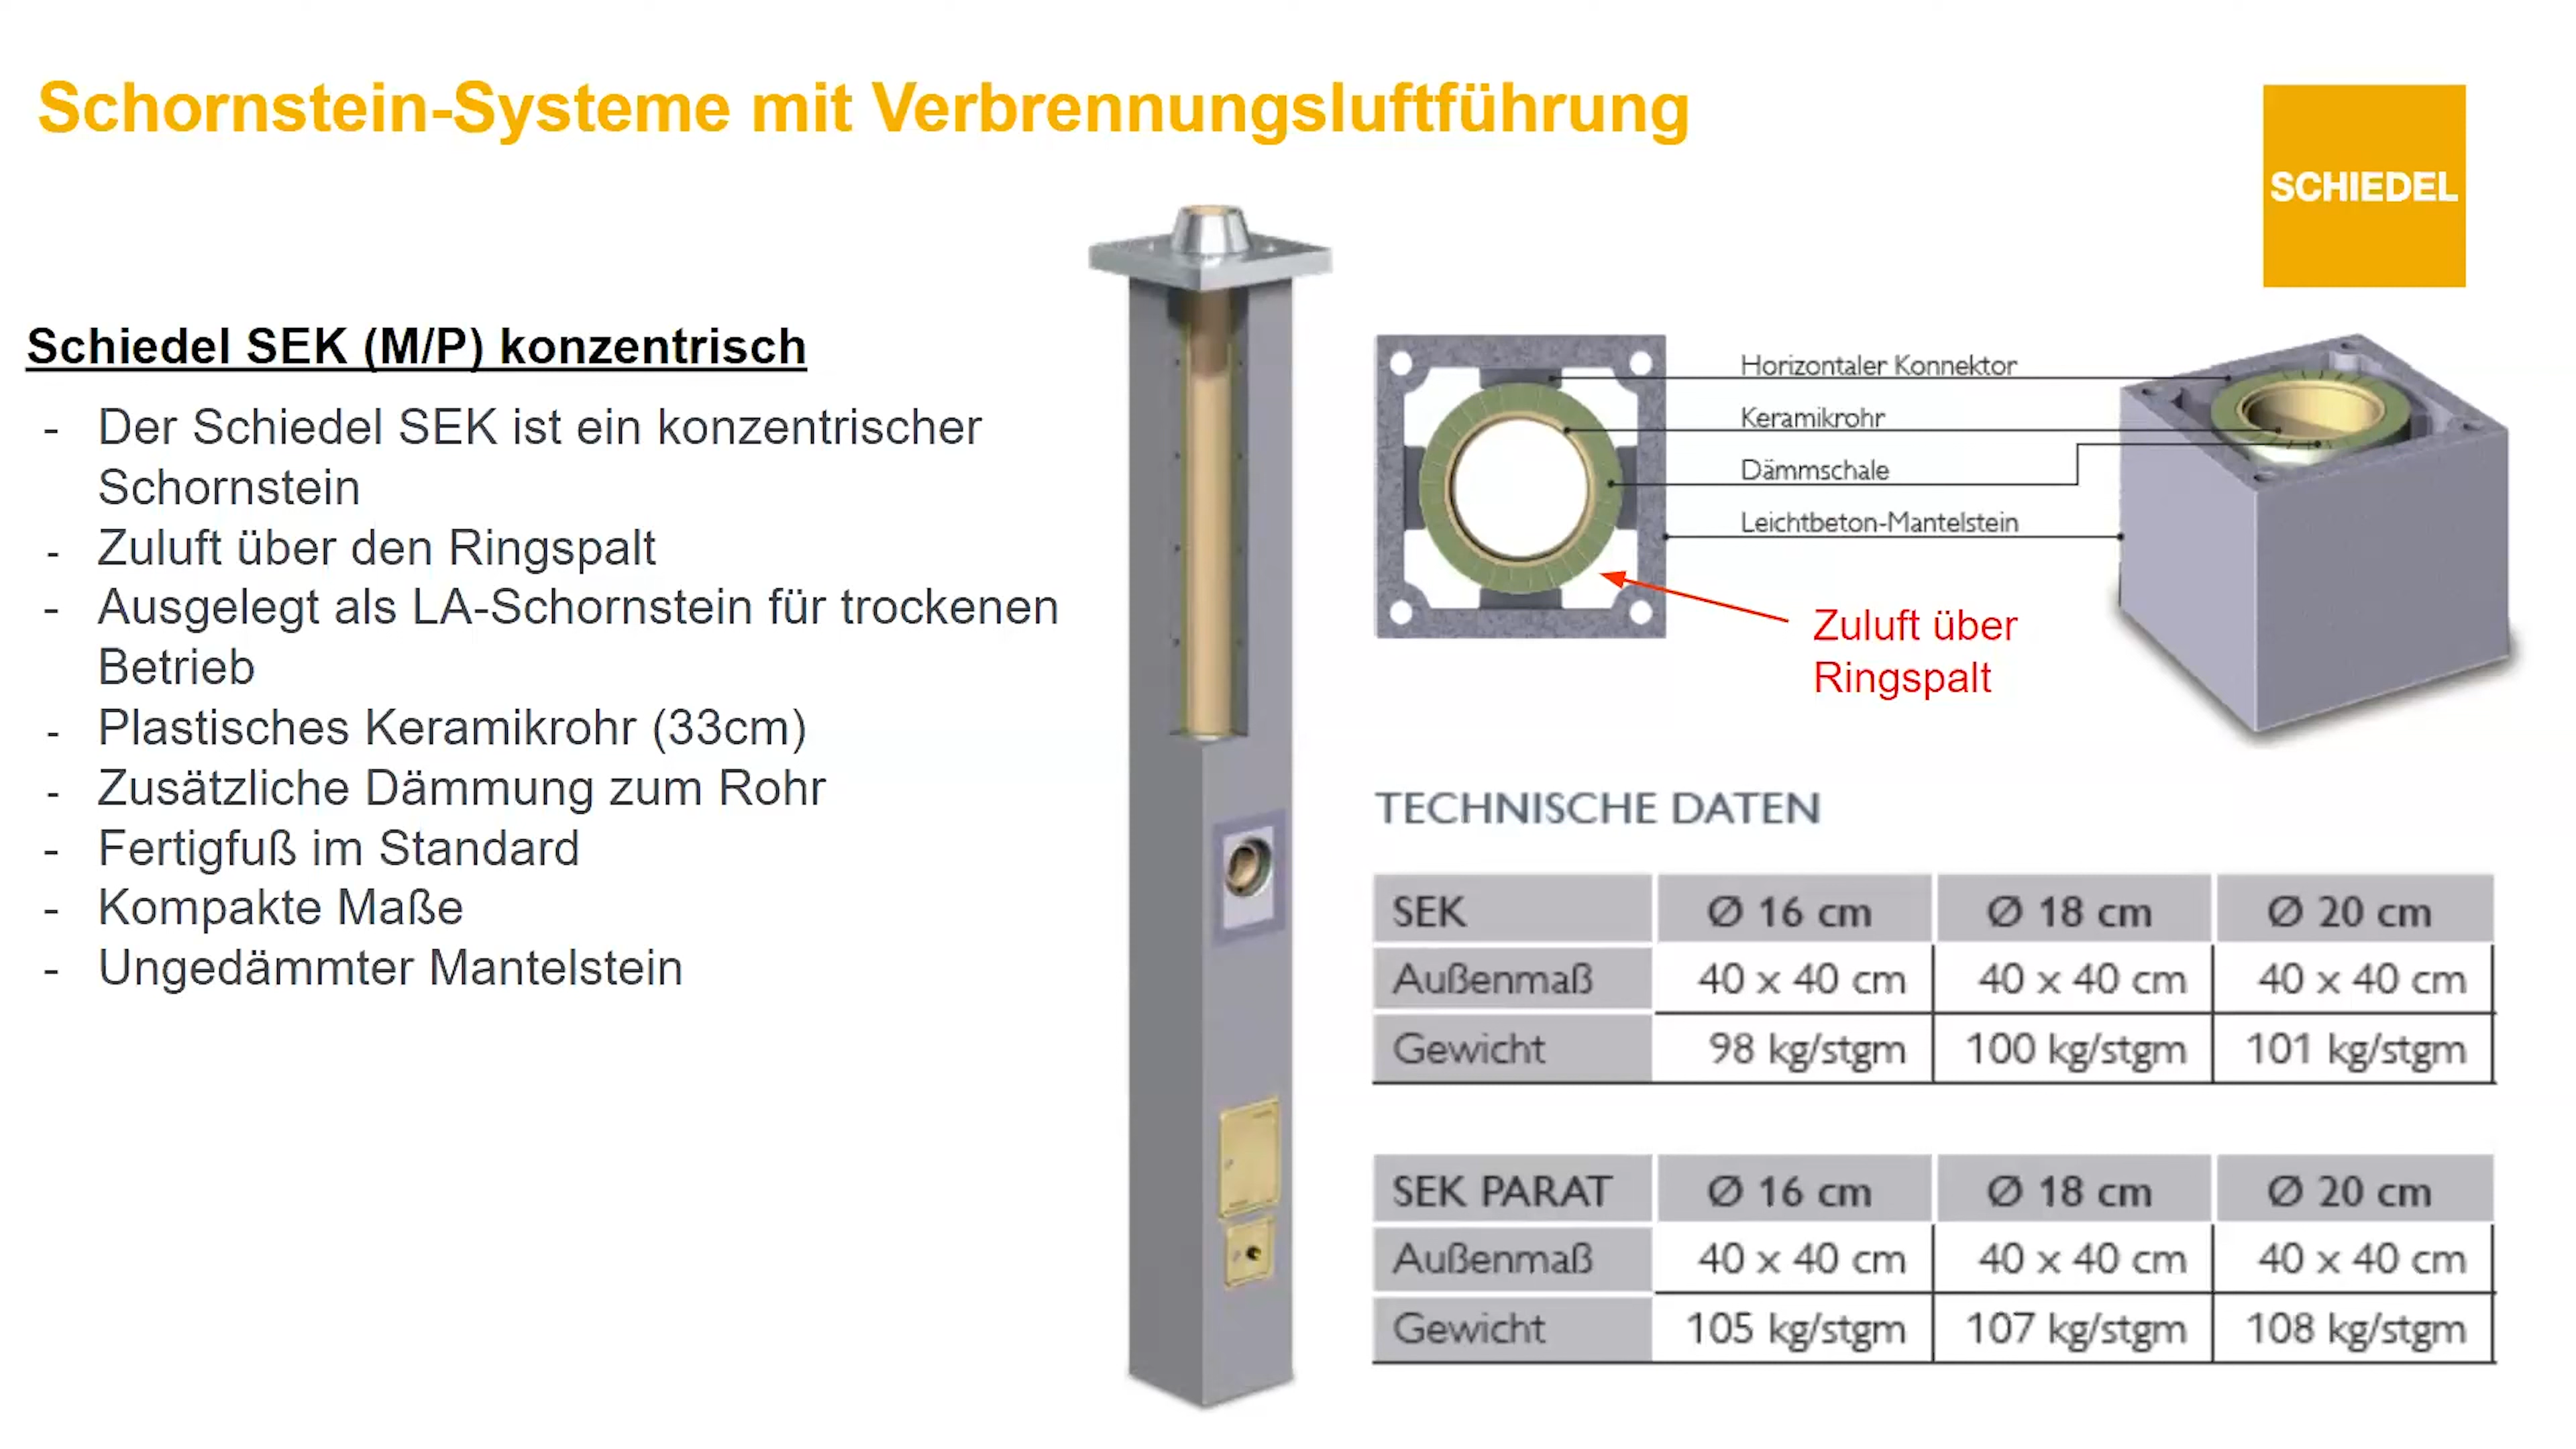 Schornstein-Systeme mit Verbrennungsluftführung
SCHIEDEL
Schiedel SEK (M/P) konzentrisch
- Der Schiedel SEK ist ein konzentrischer
Schornstein
- Zuluft über den Ringspalt
- Ausgelegt als LA-Schornstein für trockenen
Betrieb
- Plastisches Keramikrohr (33cm)
- Zusätzliche Dämmung zum Rohr
- Fertigfuß im Standard
- Kompakte Maße
- Ungedämmter Mantelstein
Horizontaler Konnektor
Keramikrohr
Dämmschale
Leichtbeton-Mantelstein
Zuluft über
Ringspalt
TECHNISCHE DATEN
SEK Ø 16 cm Ø 18 cm Ø 20 cm
Außenmaß 40 x 40 cm 40 x 40 cm 40 x 40 cm
Gewicht 98 kg/stgm 100 kg/stgm 101 kg/stgm
SEK PARAT Ø 16 cm Ø 18 cm Ø 20 cm
Außenmaß 40 x 40 cm 40 x 40 cm 40 x 40 cm
Gewicht 105 kg/stgm 107 kg/stgm 108 kg/stgm